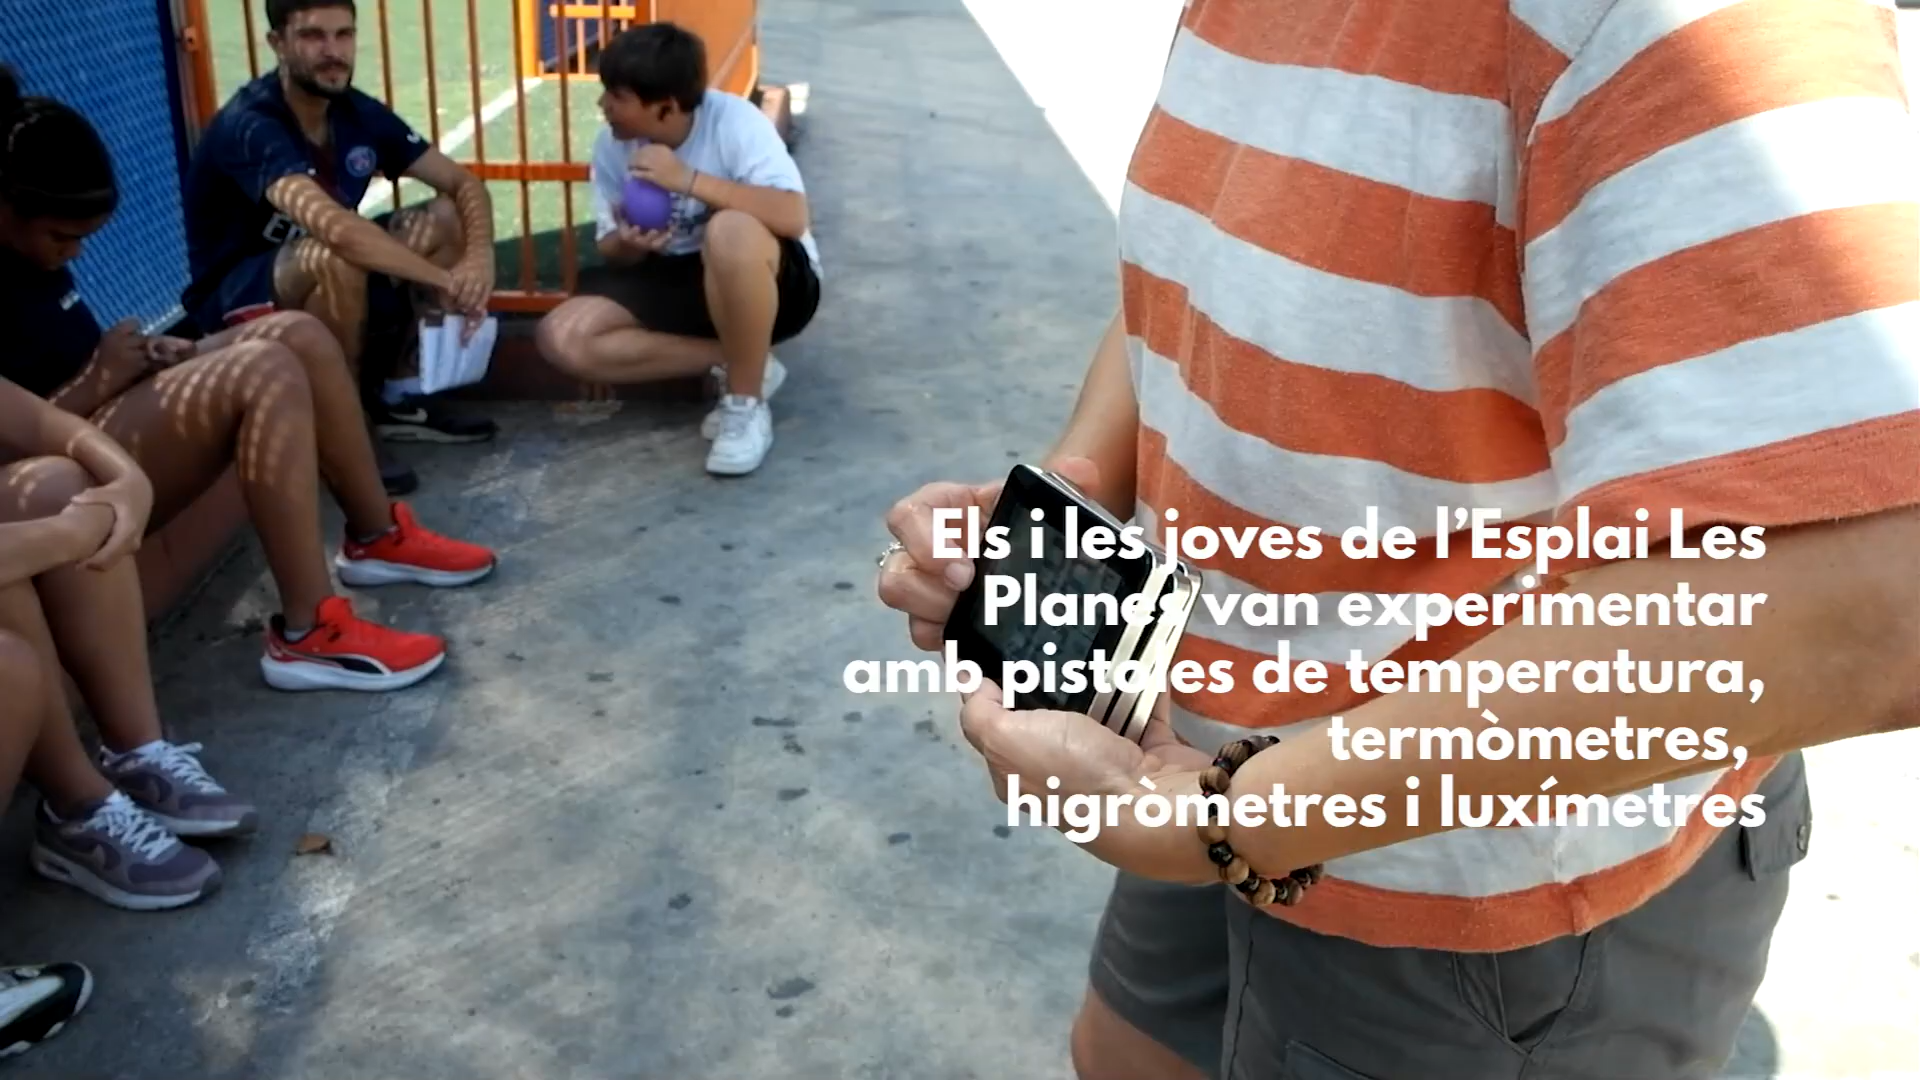 Els i les joves de l’Esplai Les
Planes van experimentar
amb pistoles de temperatura,
termòmetres,
higròmetres i luxímetres